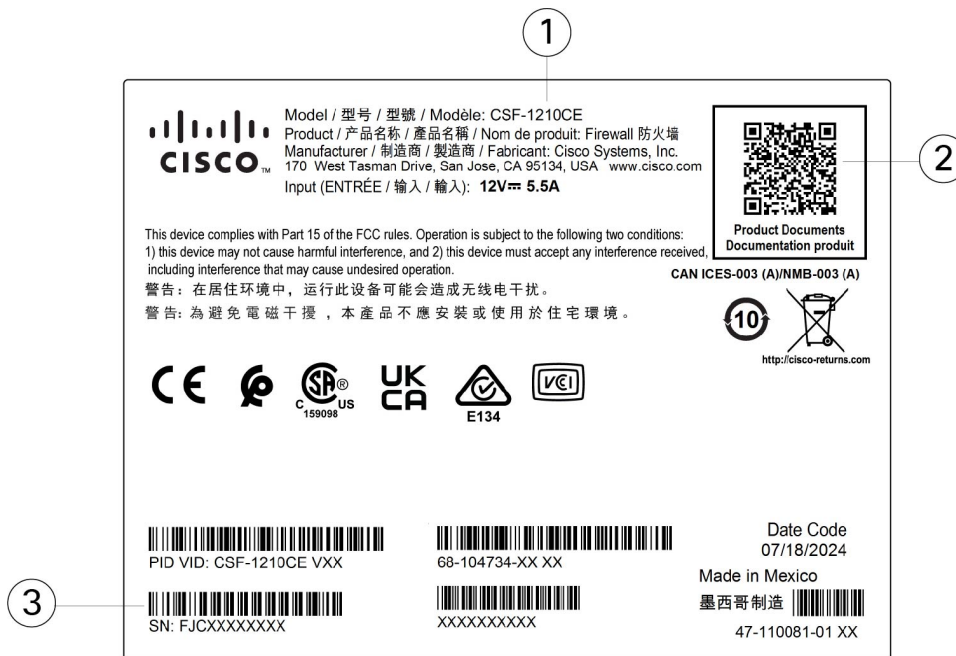 1
CISCO™
Model / 型号 / 型號 / Modèle: CSF-1210CE
Product / 产品名称 / 產品名稱 / Nom de produit: Firewall 防火墙
Manufacturer / 制造商 / 製造商 / Fabricant: Cisco Systems, Inc.
170 West Tasman Drive, San Jose, CA 95134, USA www.cisco.com
Input (ENTRÉE / 输入 / 輸入): 12V⎓ 5.5A
2
Product Documents
Documentation produit
This device complies with Part 15 of the FCC rules. Operation is subject to the following two conditions:
1) this device may not cause harmful interference, and 2) this device must accept any interference received,
including interference that may cause undesired operation.
警告：在居住环境中，运行此设备可能会造成无线电干扰。
警告: 為避免電磁干擾，本產品不應安裝或使用於住宅環境。
CAN ICES-003 (A)/NMB-003 (A)
10
http://cisco-returns.com
CE
SA®
C US
159098
UK
CA
E134
VCI
PID VID: CSF-1210CE VXX
68-104734-XX XX
Date Code
07/18/2024
Made in Mexico
墨西哥制造
47-110081-01 XX
3
SN: FJCXXXXXXXX
XXXXXXXXXX